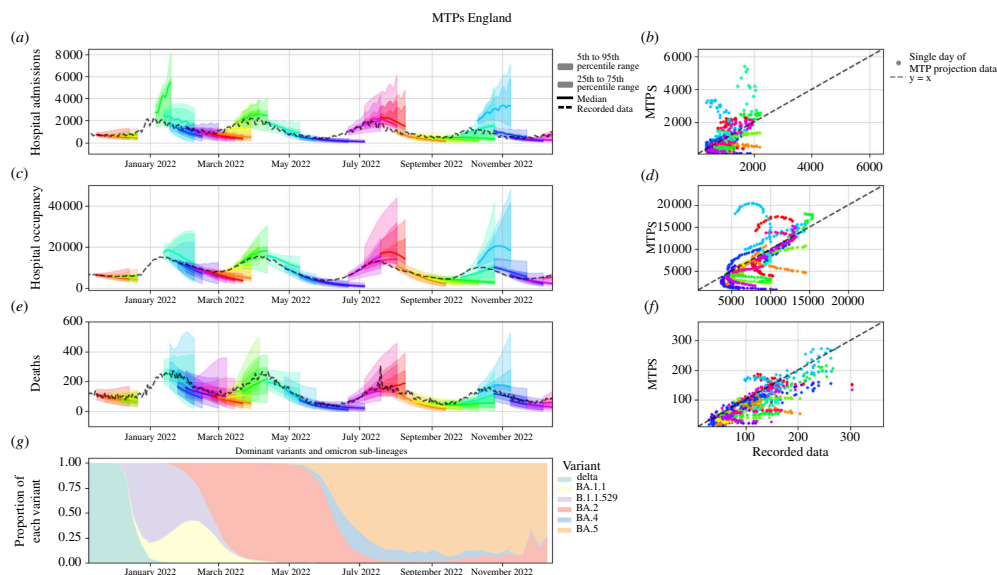 MTPs England
(a)
Hospital admissions
8000
6000
4000
2000
0
January 2022
March 2022
May 2022
July 2022
September 2022
November 2022
5th to 95th
percentile range
25th to 75th
percentile range
Median
Recorded data
(b)
MTPS
6000
4000
2000
2000
4000
6000
Single day of
MTP projection data
y = x
(c)
Hospital occupancy
40000
20000
0
January 2022
March 2022
May 2022
July 2022
September 2022
November 2022
(d)
MTPS
20000
15000
10000
5000
5000
10000
15000
20000
(e)
Deaths
600
400
200
0
January 2022
March 2022
May 2022
July 2022
September 2022
November 2022
(f)
MTPS
300
200
100
100
200
300
Recorded data
(g)
Dominant variants and omicron sub-lineages
Proportion of
each variant
1.00
0.75
0.50
0.25
0.00
January 2022
March 2022
May 2022
July 2022
September 2022
November 2022
Variant
delta
BA.1.1
B.1.1.529
BA.2
BA.4
BA.5